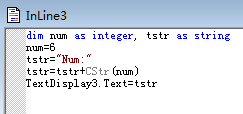 InLine3
dim num as integer, tstr as string
num=6
tstr="Num:"
tstr=tstr+CStr(num)
TextDisplay3.Text=tstr